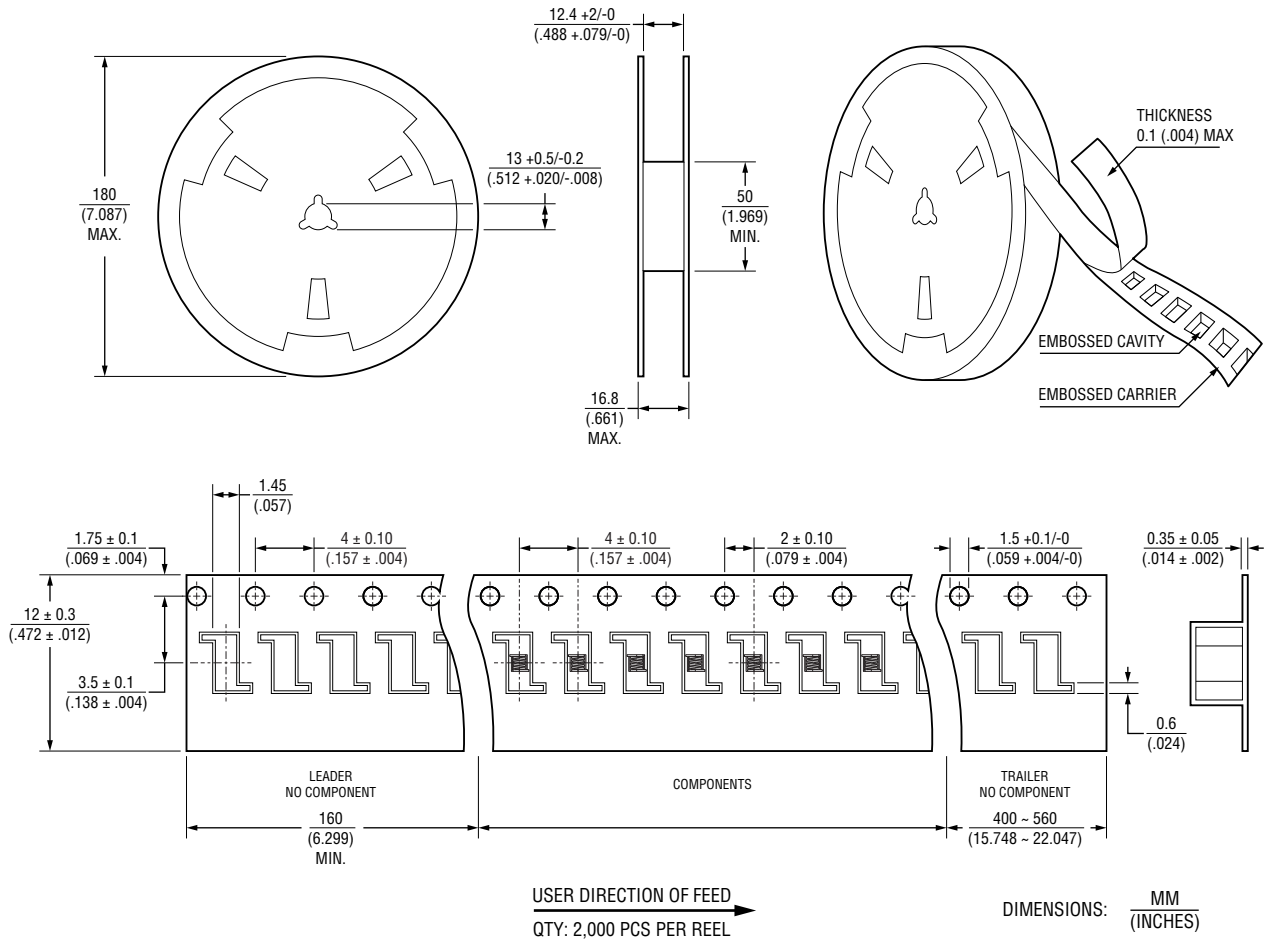 12.4 +2/-0
(.488 +.079/-0)
THICKNESS
0.1 (.004) MAX
13 +0.5/-0.2
(.512 +.020/-.008)
180
(7.087)
MAX.
50
(1.969)
MIN.
EMBOSSED CAVITY
EMBOSSED CARRIER
16.8
(.661)
MAX.
1.45
(.057)
1.75 ± 0.1
(.069 ± .004)
4 ± 0.10
(.157 ± .004)
4 ± 0.10
(.157 ± .004)
2 ± 0.10
(.079 ± .004)
1.5 +0.1/-0
(.059 +.004/-0)
0.35 ± 0.05
(.014 ± .002)
12 ± 0.3
(.472 ± .012)
3.5 ± 0.1
(.138 ± .004)
0.6
(.024)
LEADER
NO COMPONENT
COMPONENTS
TRAILER
NO COMPONENT
160
(6.299)
MIN.
400 ~ 560
(15.748 ~ 22.047)
USER DIRECTION OF FEED
QTY: 2,000 PCS PER REEL
DIMENSIONS:
MM
(INCHES)